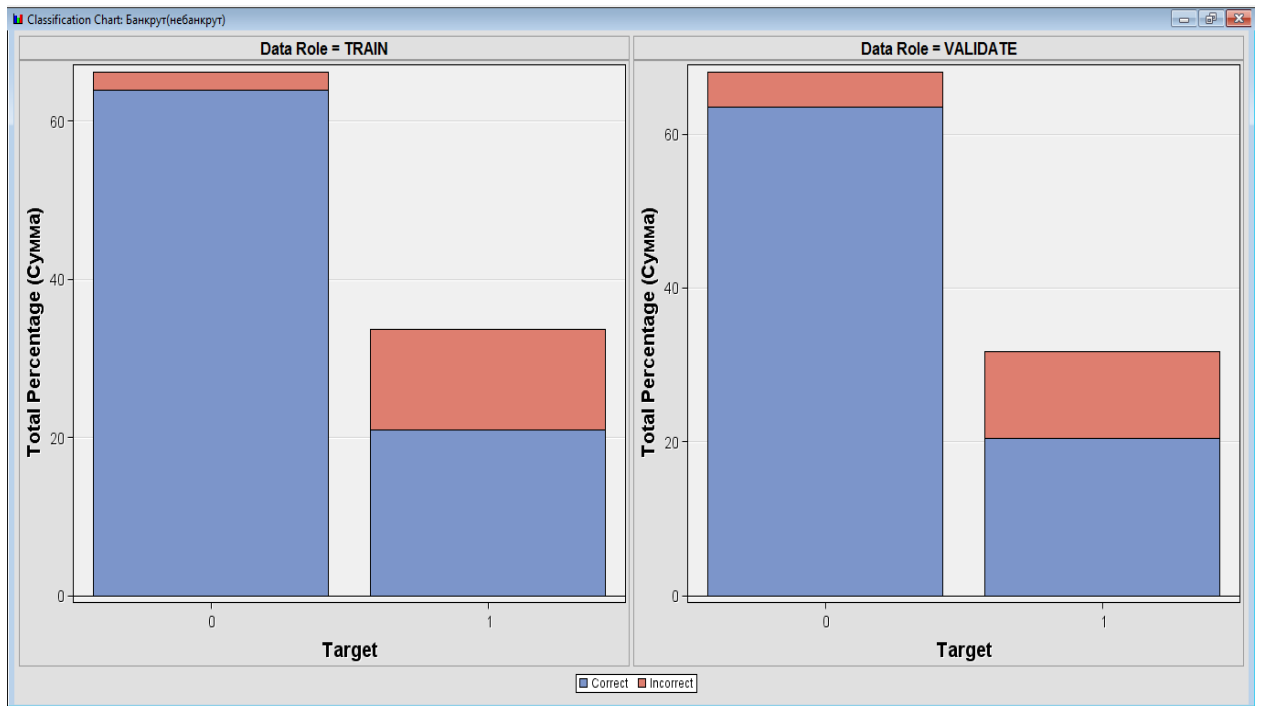 Classification Chart: Банкрут(небанкрут)
Data Role = TRAIN
Data Role = VALIDATE
Total Percentage (Сумма)
60
40
20
0
0
1
Target
Total Percentage (Сумма)
60
40
20
0
0
1
Target
Correct Incorrect